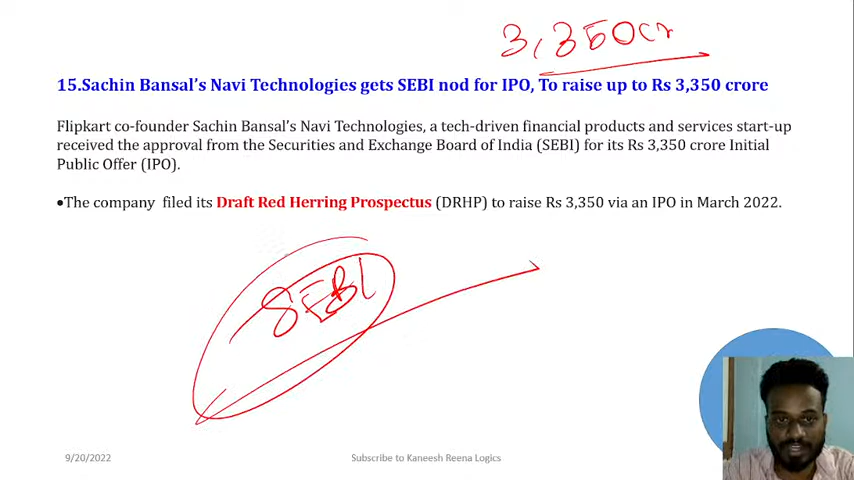 3,350cr
15.Sachin Bansal's Navi Technologies gets SEBI nod for IPO, To raise up to Rs 3,350 crore
Flipkart co-founder Sachin Bansal's Navi Technologies, a tech-driven financial products and services start-up
received the approval from the Securities and Exchange Board of India (SEBI) for its Rs 3,350 crore Initial
Public Offer (IPO).
•The company filed its Draft Red Herring Prospectus (DRHP) to raise Rs 3,350 via an IPO in March 2022.
SEBI
9/20/2022
Subscribe to Kaneesh Reena Logics